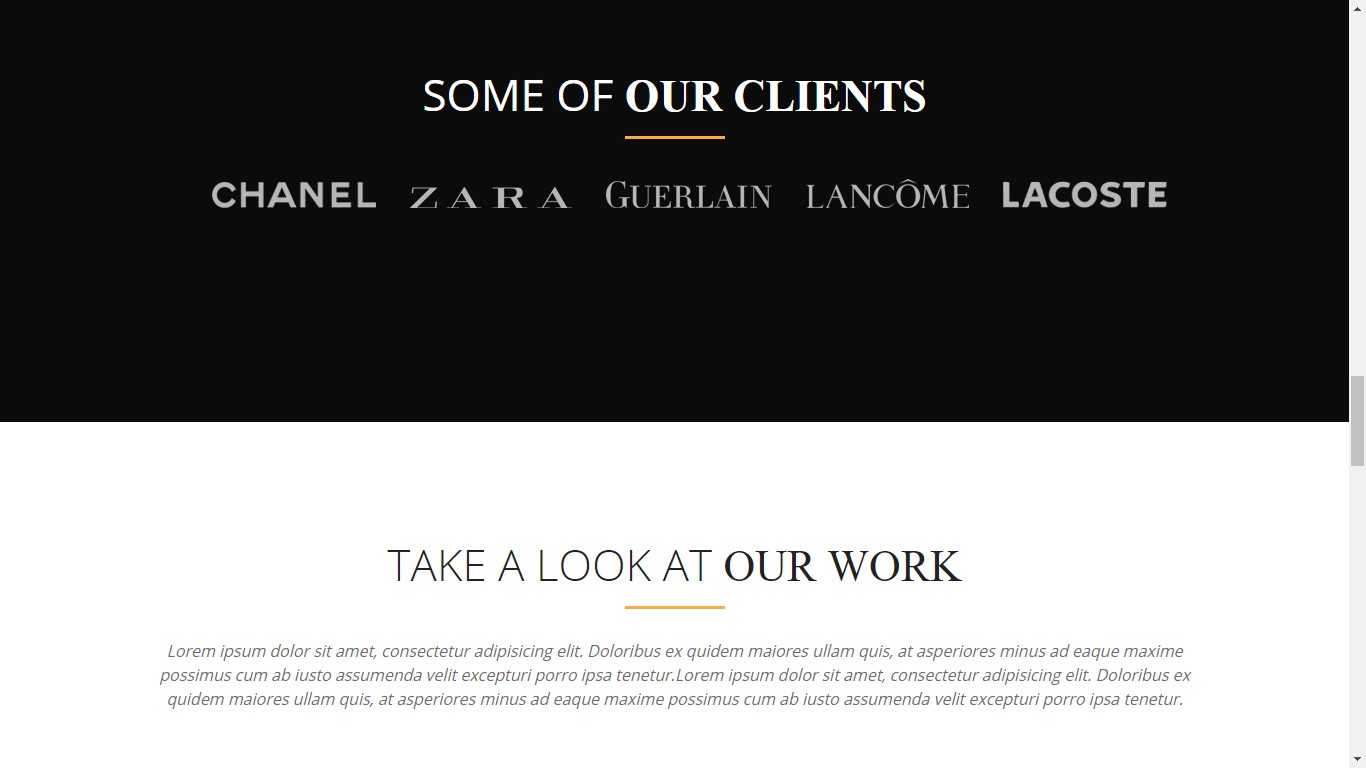 SOME OF OUR CLIENTS
CHANEL ZARA GUERLAIN LANCÔME LACOSTE
TAKE A LOOK AT OUR WORK
Lorem ipsum dolor sit amet, consectetur adipisicing elit. Doloribus ex quidem maiores ullam quis, at asperiores minus ad eaque maxime
possimus cum ab iusto assumenda velit excepturi porro ipsa tenetur.Lorem ipsum dolor sit amet, consectetur adipisicing elit. Doloribus ex
quidem maiores ullam quis, at asperiores minus ad eaque maxime possimus cum ab iusto assumenda velit excepturi porro ipsa tenetur.